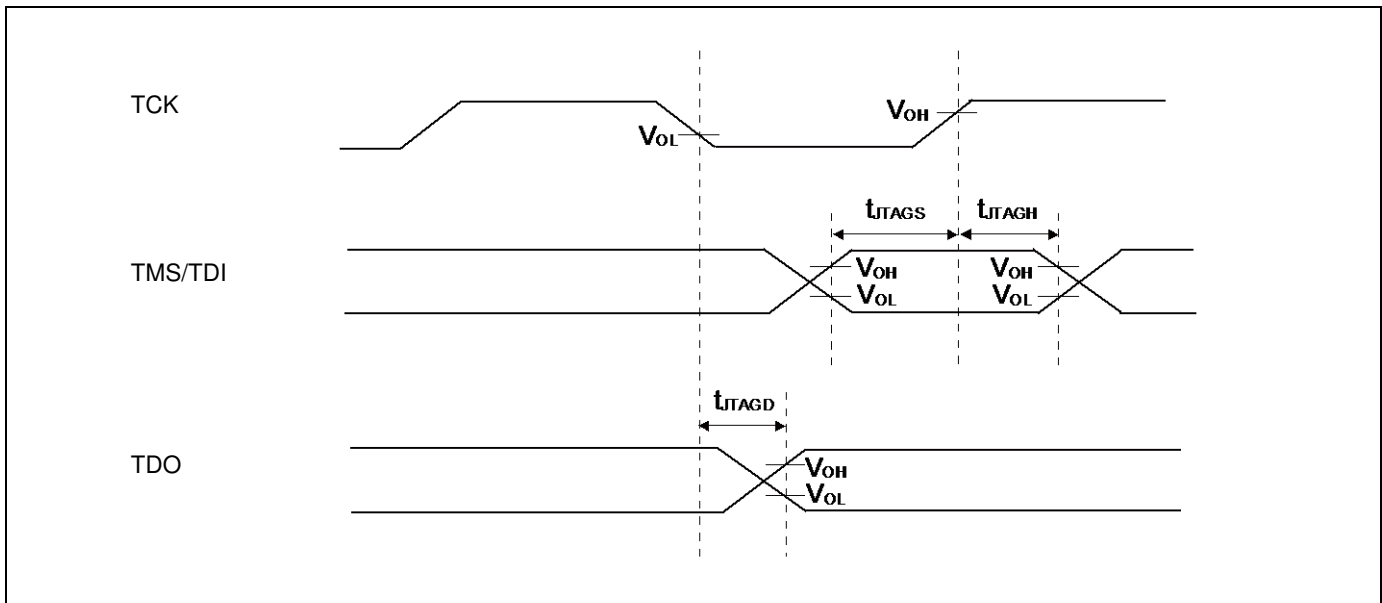 TCK
VOL
VOH
tJTAGS
tJTAGH
TMS/TDI
VOH
VOL
VOH
VOL
tJTAGD
TDO
VOH
VOL